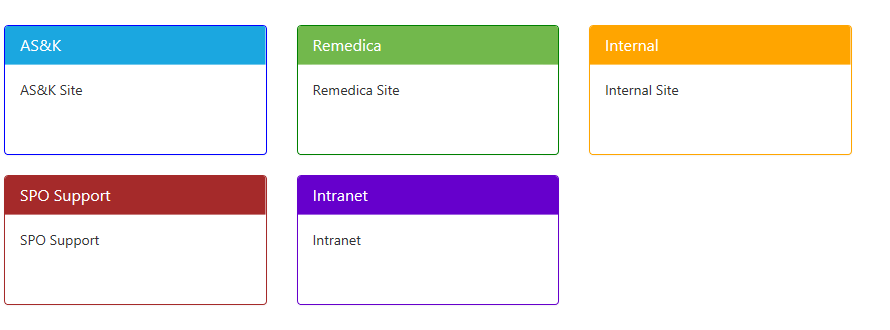 AS&K
AS&K Site
Remedica
Remedica Site
Internal
Internal Site
SPO Support
SPO Support
Intranet
Intranet